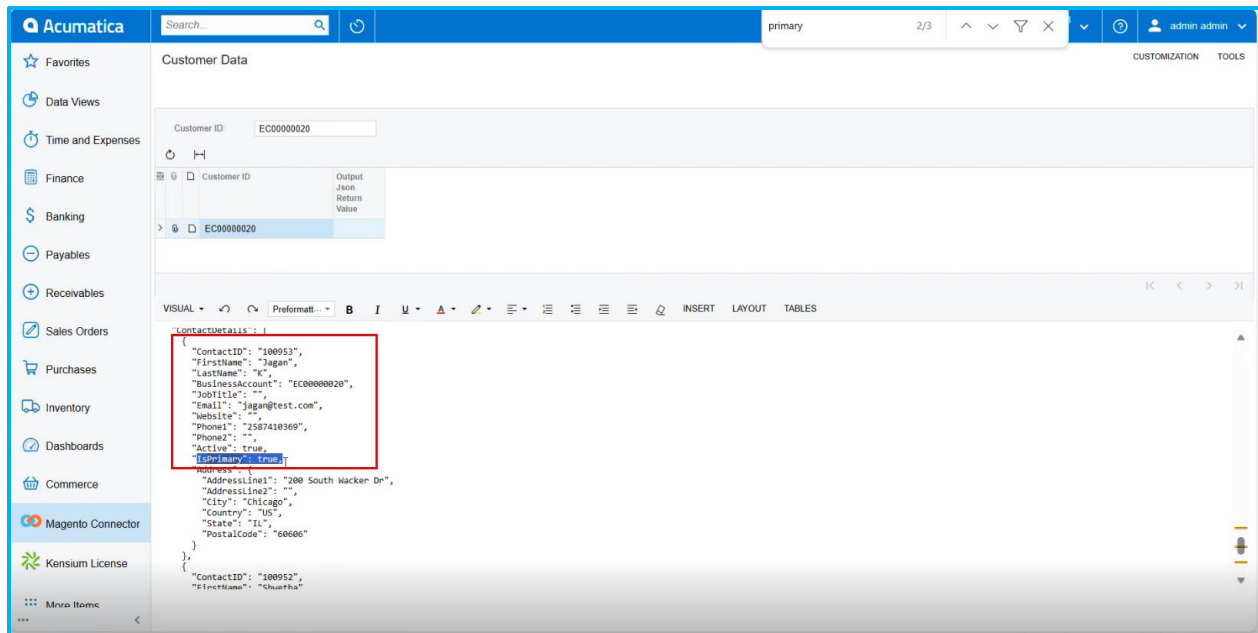 Acumatica
Search...
primary
2/3
admin admin
Favorites
Data Views
Time and Expenses
Finance
Banking
Payables
Receivables
Sales Orders
Purchases
Inventory
Dashboards
Commerce
Magento Connector
Kensium License
More Items
Customer Data
CUSTOMIZATION TOOLS
Customer ID: EC00000020
Customer ID
Output
Json
Return
Value
EC00000020
VISUAL Preformatt... B I U A INSERT LAYOUT TABLES
"ContactDetails": [
{
"ContactID": "100953",
"FirstName": "Jagan",
"LastName": "K",
"BusinessAccount": "EC00000020",
"JobTitle": "",
"Email": "jagan@test.com",
"Website": "",
"Phone1": "2587410369",
"Phone2": "",
"Active": true,
"IsPrimary": true,
"Address": {
"AddressLine1": "200 South Wacker Dr",
"AddressLine2": "",
"City": "Chicago",
"Country": "US",
"State": "IL",
"PostalCode": "60606"
}
},
{
"ContactID": "100952",
"FirstName": "Shwetha"